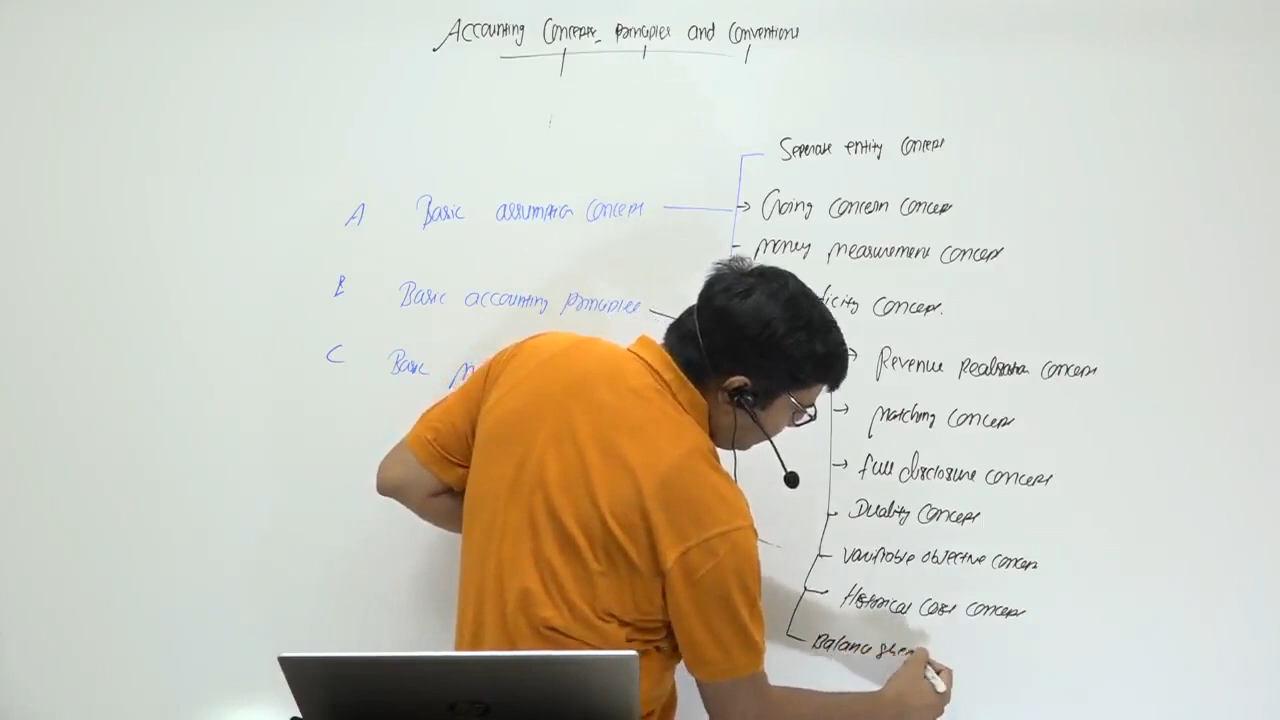 Accounting Concepts, principles and Conventions
Seperate entity Concept
A Basic assumption Concept
Going concern concept
money measurement concept
B Basic accounting principles
icity concept.
C Basic
Revenue Realisation concept
matching concept
full disclosure concept
Duality concept
objective concept
Historical cost concept
Balance shee